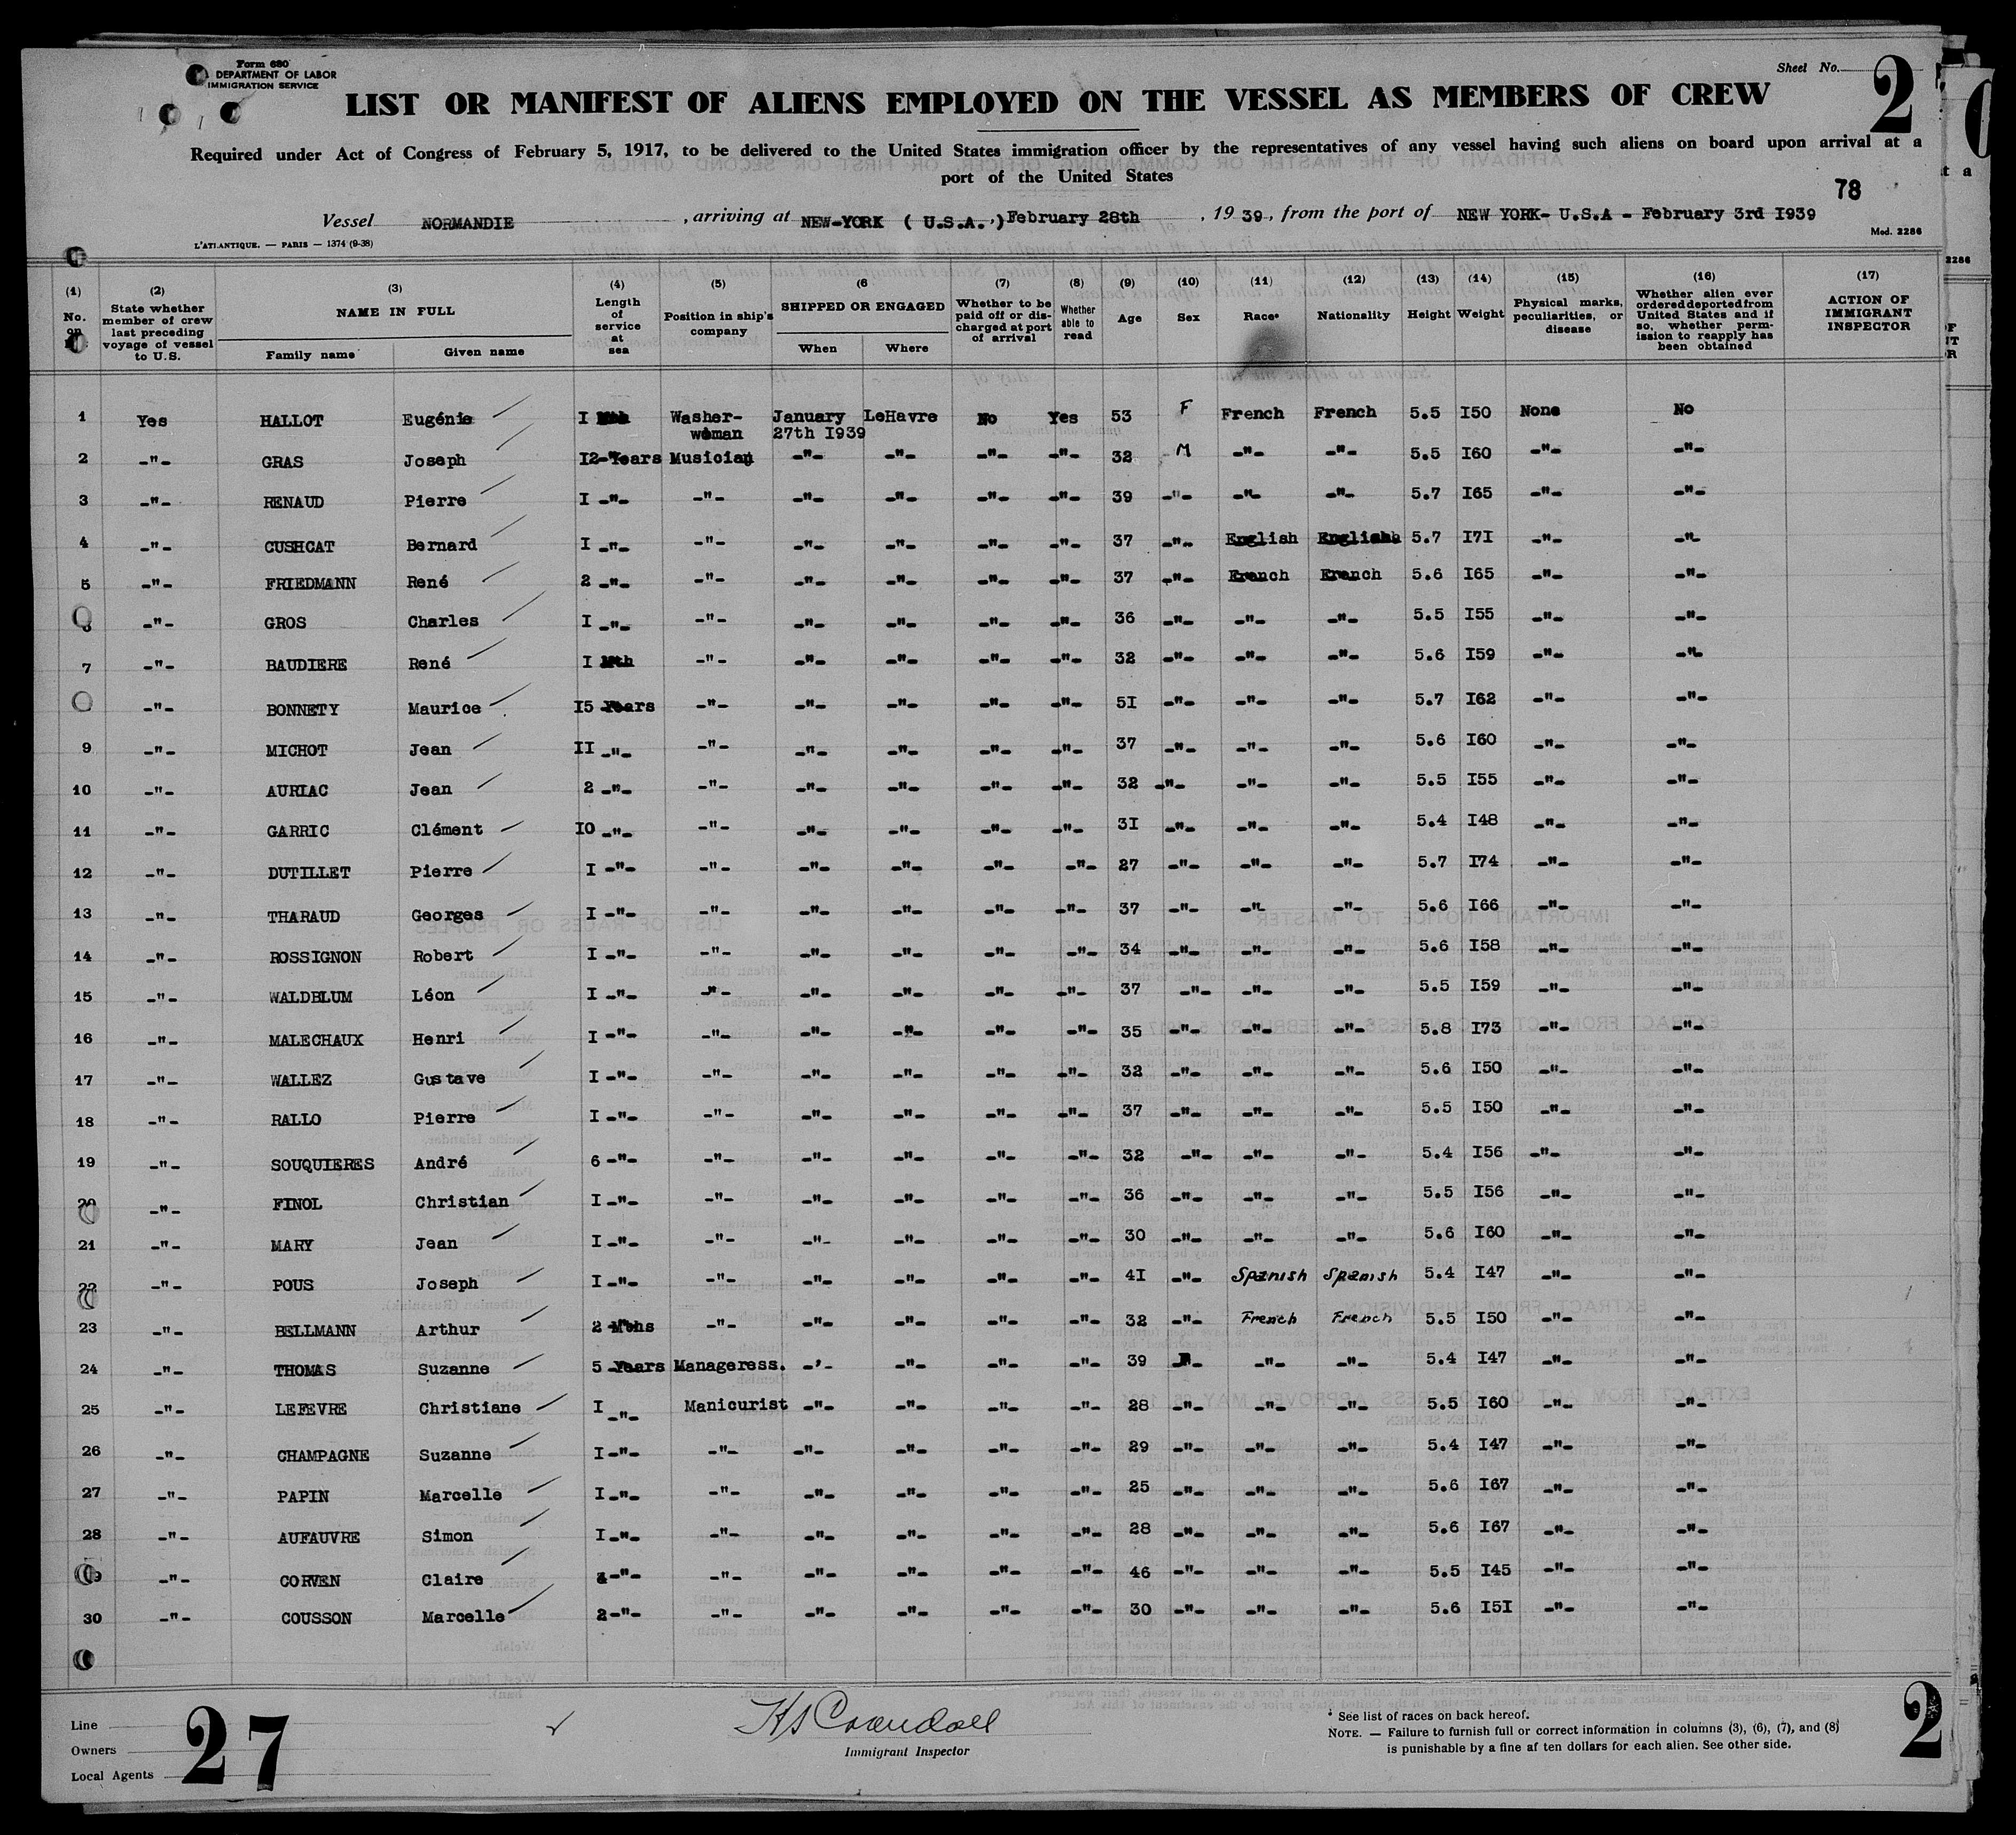 Form 680
DEPARTMENT OF LABOR
IMMIGRATION SERVICE
Sheet No. 2
LIST OR MANIFEST OF ALIENS EMPLOYED ON THE VESSEL AS MEMBERS OF CREW
Required under Act of Congress of February 5, 1917, to be delivered to the United States immigration officer by the representatives of any vessel having such aliens on board upon arrival at a
port of the United States
78
Vessel NORMANDIE, arriving at NEW-YORK ( U.S.A.) February 28th, 1939, from the port of NEW YORK- U.S.A - February 3rd I939
L'ATLANTIQUE. — PARIS — 1374 (9-38)
Mod. 2286
(1) No. on
(2) State whether member of crew last preceding voyage of vessel to U.S.
(3) NAME IN FULL Family name Given name
(4) Length of service at sea
(5) Position in ship's company
(6 SHIPPED OR ENGAGED When Where
(7) Whether to be paid off or discharged at port of arrival
(8) Whether able to read
(9) Age
(10) Sex
(11) Race*
(12) Nationality
(13) Height
(14) Weight
(15) Physical marks, peculiarities, or disease
(16) Whether alien ever ordered deported from United States and if so, whether permission to reapply has been obtained
(17) ACTION OF IMMIGRANT INSPECTOR
1 Yes HALLOT Eugénie I Mth Washer-woman January 27th I939 LeHavre No Yes 53 F French French 5.5 I50 None No
2 -"- GRAS Joseph I2 Years Musician -"- -"- -"- -"- 32 M -"- -"- 5.5 I60 -"- -"-
3 -"- RENAUD Pierre I -"- -"- -"- -"- -"- -"- 39 -"- -"- -"- 5.7 I65 -"- -"-
4 -"- CUSHCAT Bernard I -"- -"- -"- -"- -"- -"- 37 -"- English English 5.7 I7I -"- -"-
5 -"- FRIEDMANN René 2 -"- -"- -"- -"- -"- -"- 37 -"- French French 5.6 I65 -"- -"-
-"- GROS Charles I -"- -"- -"- -"- -"- -"- 36 -"- -"- -"- 5.5 I55 -"- -"-
7 -"- BAUDIERE René I Mth -"- -"- -"- -"- -"- 32 -"- -"- -"- 5.6 I59 -"- -"-
-"- BONNETY Maurice I5 Years -"- -"- -"- -"- -"- 5I -"- -"- -"- 5.7 I62 -"- -"-
9 -"- MICHOT Jean II -"- -"- -"- -"- -"- -"- 37 -"- -"- -"- 5.6 I60 -"- -"-
10 -"- AURIAC Jean 2 -"- -"- -"- -"- -"- -"- 32 -"- -"- -"- 5.5 I55 -"- -"-
11 -"- GARRIC Clément I0 -"- -"- -"- -"- -"- -"- 3I -"- -"- -"- 5.4 I48 -"- -"-
12 -"- DUTILLET Pierre I -"- -"- -"- -"- -"- -"- 27 -"- -"- -"- 5.7 I74 -"- -"-
13 -"- THARAUD Georges I -"- -"- -"- -"- -"- -"- 37 -"- -"- -"- 5.6 I66 -"- -"-
14 -"- ROSSIGNON Robert I -"- -"- -"- -"- -"- -"- 34 -"- -"- -"- 5.6 I58 -"- -"-
15 -"- WALDBLUM Léon I -"- -"- -"- -"- -"- -"- 37 -"- -"- -"- 5.5 I59 -"- -"-
16 -"- MALECHAUX Henri I -"- -"- -"- -"- -"- -"- 35 -"- -"- -"- 5.8 I73 -"- -"-
17 -"- WALLEZ Gustave I -"- -"- -"- -"- -"- -"- 32 -"- -"- -"- 5.6 I50 -"- -"-
18 -"- RALLO Pierre I -"- -"- -"- -"- -"- -"- 37 -"- -"- -"- 5.5 I50 -"- -"-
19 -"- SOUQUIERES André 6 -"- -"- -"- -"- -"- -"- 32 -"- -"- -"- 5.4 I56 -"- -"-
20 -"- FINOL Christian I -"- -"- -"- -"- -"- -"- 36 -"- -"- -"- 5.5 I56 -"- -"-
21 -"- MARY Jean I -"- -"- -"- -"- -"- -"- 30 -"- -"- -"- 5.6 I60 -"- -"-
22 -"- POUS Joseph I -"- -"- -"- -"- -"- -"- 4I -"- Spanish Spanish 5.4 I47 -"- -"-
23 -"- BELLMANN Arthur 2 Mths -"- -"- -"- -"- -"- 32 -"- French French 5.5 I50 -"- -"-
24 -"- THOMAS Suzanne 5 Years Manageress. -"- -"- -"- -"- 39 F -"- -"- 5.4 I47 -"- -"-
25 -"- LEFEVRE Christiane I -"- Manicurist -"- -"- -"- -"- 28 -"- -"- -"- 5.5 I60 -"- -"-
26 -"- CHAMPAGNE Suzanne I -"- -"- -"- -"- -"- -"- 29 -"- -"- -"- 5.4 I47 -"- -"-
27 -"- PAPIN Marcelle I -"- -"- -"- -"- -"- -"- 25 -"- -"- -"- 5.6 I67 -"- -"-
28 -"- AUFAUVRE Simon I -"- -"- -"- -"- -"- -"- 28 -"- -"- -"- 5.6 I67 -"- -"-
-"- CORVEN Claire -"- -"- -"- -"- -"- -"- 46 -"- -"- -"- 5.5 I45 -"- -"-
30 -"- COUSSON Marcelle 2 -"- -"- -"- -"- -"- -"- 30 -"- -"- -"- 5.6 I5I -"- -"-
Line
Owners
Local Agents
27
HS Crandall
Immigrant Inspector
* See list of races on back hereof.
NOTE. — Failure to furnish full or correct information in columns (3), (6), (7), and (8)
is punishable by a fine af ten dollars for each alien. See other side.
2